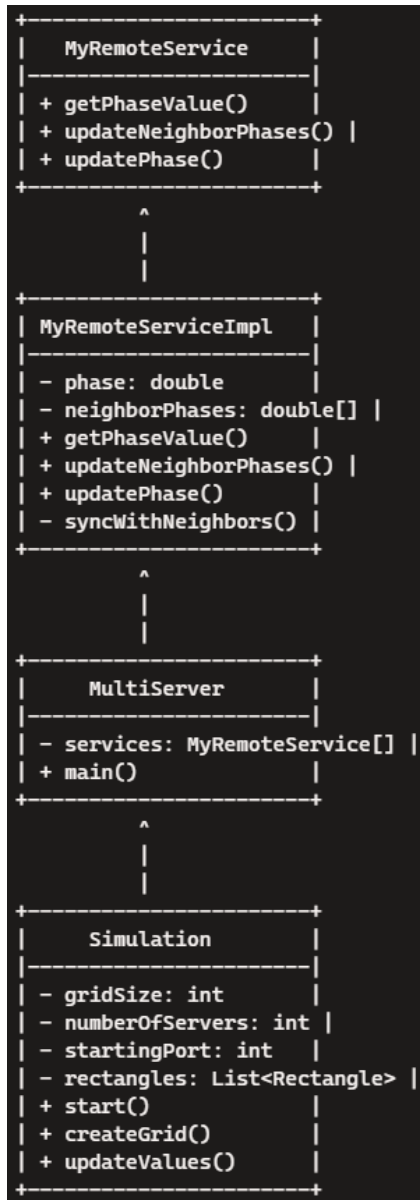 +-----------------------+
|   MyRemoteService     |
|-----------------------|
| + getPhaseValue()     |
| + updateNeighborPhases() |
| + updatePhase()       |
+-----------------------+
          ^
          |
          |
+-----------------------+
| MyRemoteServiceImpl   |
|-----------------------|
| - phase: double       |
| - neighborPhases: double[] |
| + getPhaseValue()     |
| + updateNeighborPhases() |
| + updatePhase()       |
| - syncWithNeighbors() |
+-----------------------+
          ^
          |
          |
+-----------------------+
|     MultiServer       |
|-----------------------|
| - services: MyRemoteService[] |
| + main()              |
+-----------------------+
          ^
          |
          |
+-----------------------+
|     Simulation        |
|-----------------------|
| - gridSize: int       |
| - numberOfServers: int |
| - startingPort: int   |
| - rectangles: List<Rectangle> |
| + start()             |
| + createGrid()        |
| + updateValues()      |
+-----------------------+